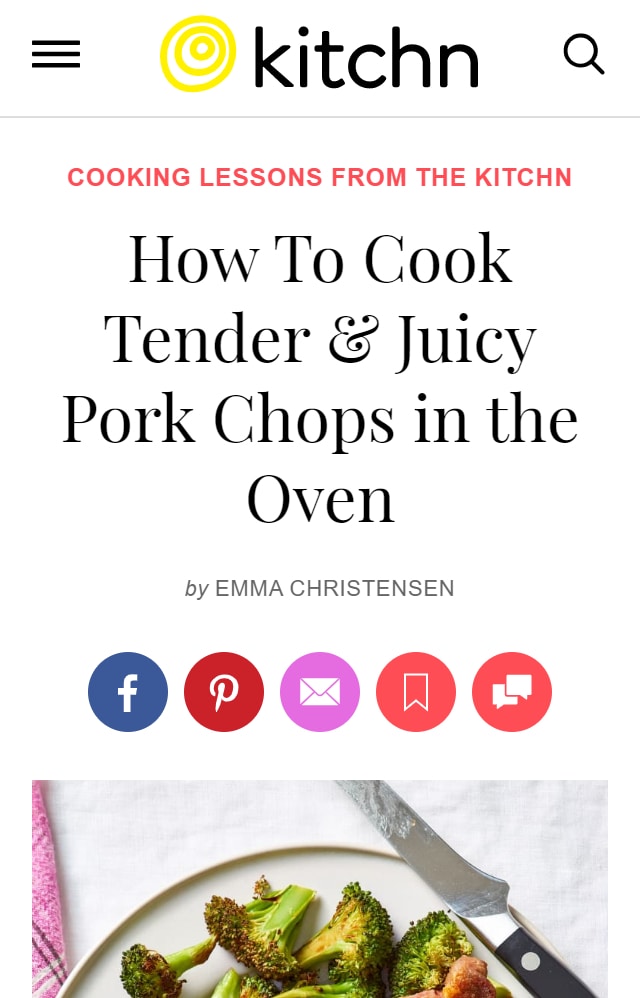 kitchn
COOKING LESSONS FROM THE KITCHN
How To Cook
Tender & Juicy
Pork Chops in the
Oven
by EMMA CHRISTENSEN